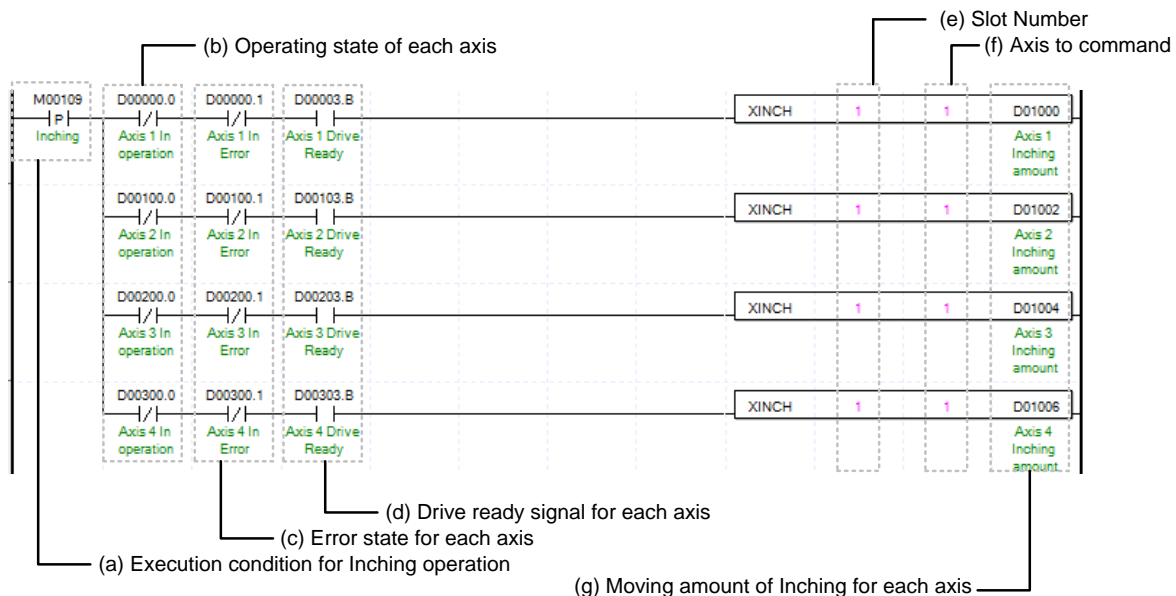 (e) Slot Number
(b) Operating state of each axis
(f) Axis to command
M00109 D00000.0 D00000.1 D00003.B
P XINCH 1 1 D01000
Inching Axis 1 In Axis 1 In Axis 1 Drive Axis 1
operation Error Ready Inching
amount
D00100.0 D00100.1 D00103.B
XINCH 1 1 D01002
Axis 2 In Axis 2 In Axis 2 Drive Axis 2
operation Error Ready Inching
amount
D00200.0 D00200.1 D00203.B
XINCH 1 1 D01004
Axis 3 In Axis 3 In Axis 3 Drive Axis 3
operation Error Ready Inching
amount
D00300.0 D00300.1 D00303.B
XINCH 1 1 D01006
Axis 4 In Axis 4 In Axis 4 Drive Axis 4
operation Error Ready Inching
amount
(d) Drive ready signal for each axis
(c) Error state for each axis
(a) Execution condition for Inching operation
(g) Moving amount of Inching for each axis